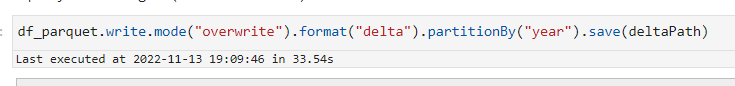 df_parquet.write.mode("overwrite").format("delta").partitionBy("year").save(deltaPath)
Last executed at 2022-11-13 19:09:46 in 33.54s